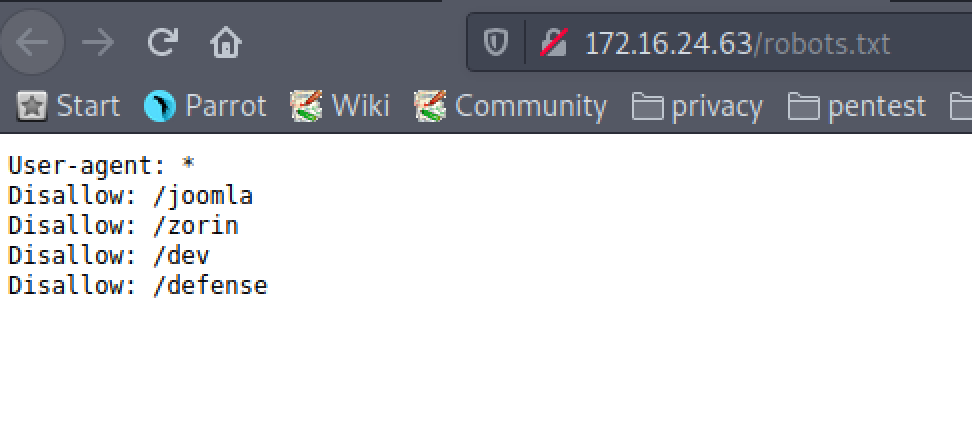 172.16.24.63/robots.txt
Start Parrot Wiki Community privacy pentest
User-agent: *
Disallow: /joomla
Disallow: /zorin
Disallow: /dev
Disallow: /defense